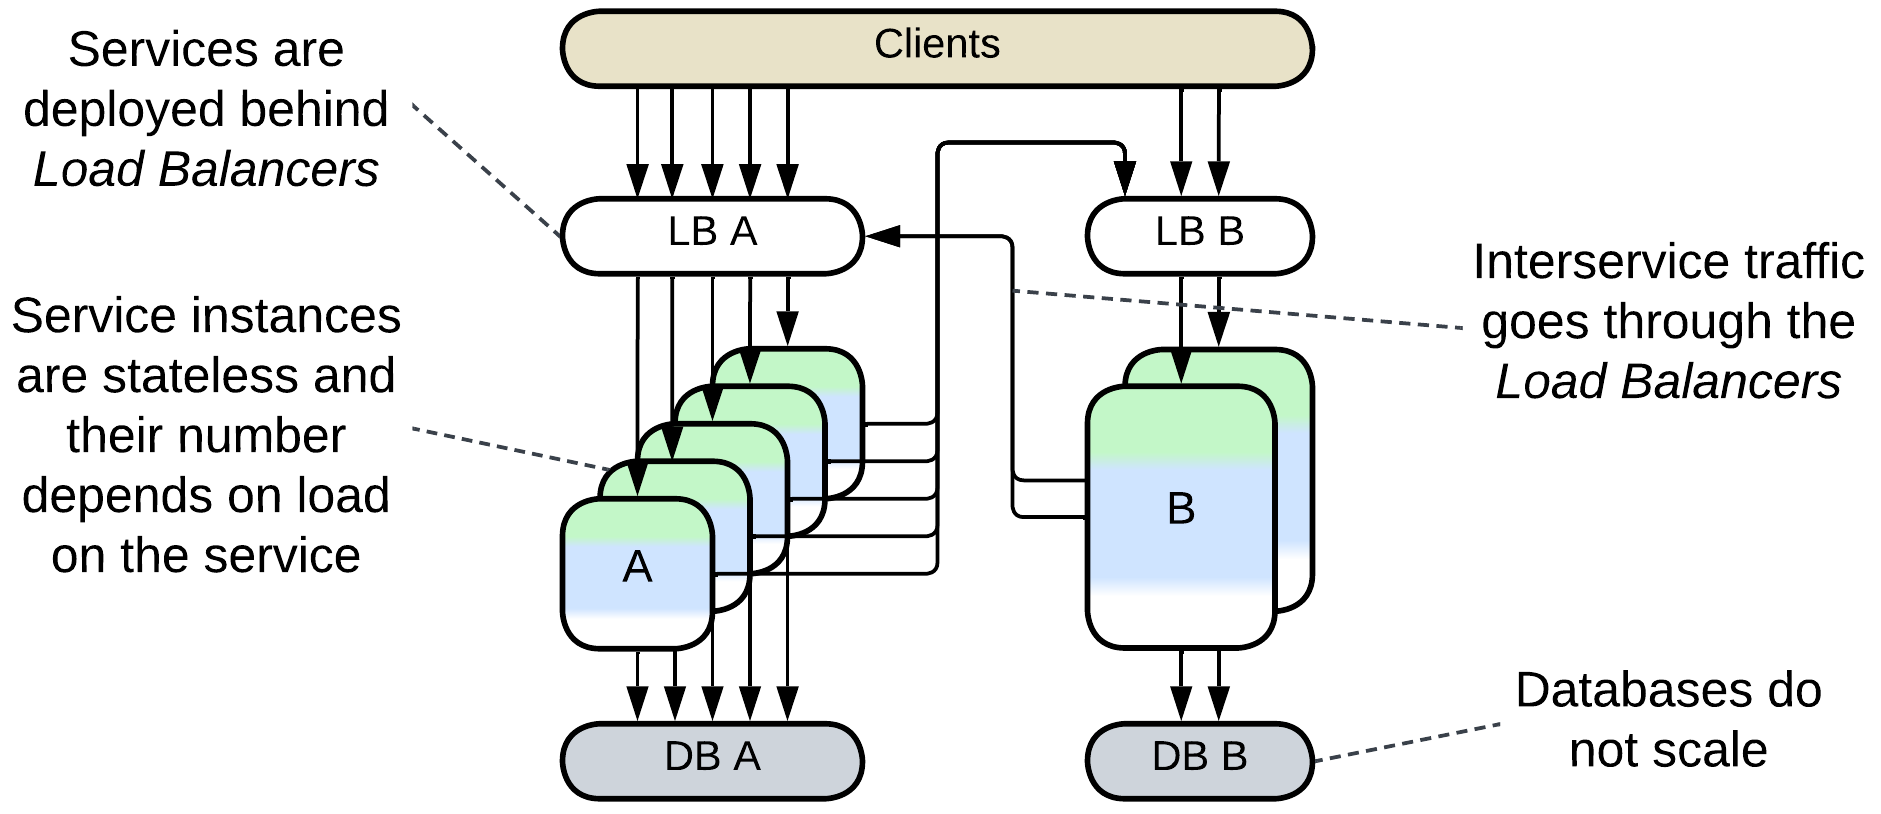 Clients
Services are
deployed behind
Load Balancers
LB A
LB B
Interservice traffic
goes through the
Load Balancers
Service instances
are stateless and
their number
depends on load
on the service
A
B
Databases do
not scale
DB A
DB B